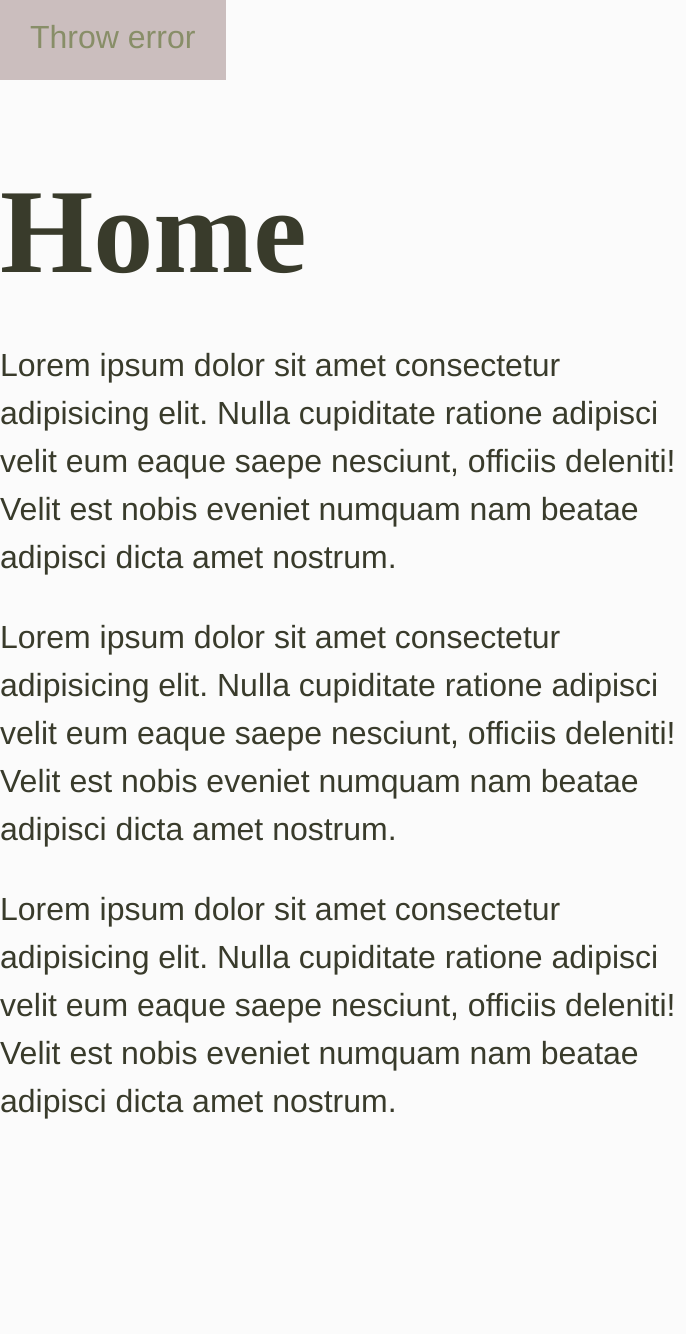 Throw error
Home
Lorem ipsum dolor sit amet consectetur
adipisicing elit. Nulla cupiditate ratione adipisci
velit eum eaque saepe nesciunt, officiis deleniti!
Velit est nobis eveniet numquam nam beatae
adipisci dicta amet nostrum.
Lorem ipsum dolor sit amet consectetur
adipisicing elit. Nulla cupiditate ratione adipisci
velit eum eaque saepe nesciunt, officiis deleniti!
Velit est nobis eveniet numquam nam beatae
adipisci dicta amet nostrum.
Lorem ipsum dolor sit amet consectetur
adipisicing elit. Nulla cupiditate ratione adipisci
velit eum eaque saepe nesciunt, officiis deleniti!
Velit est nobis eveniet numquam nam beatae
adipisci dicta amet nostrum.